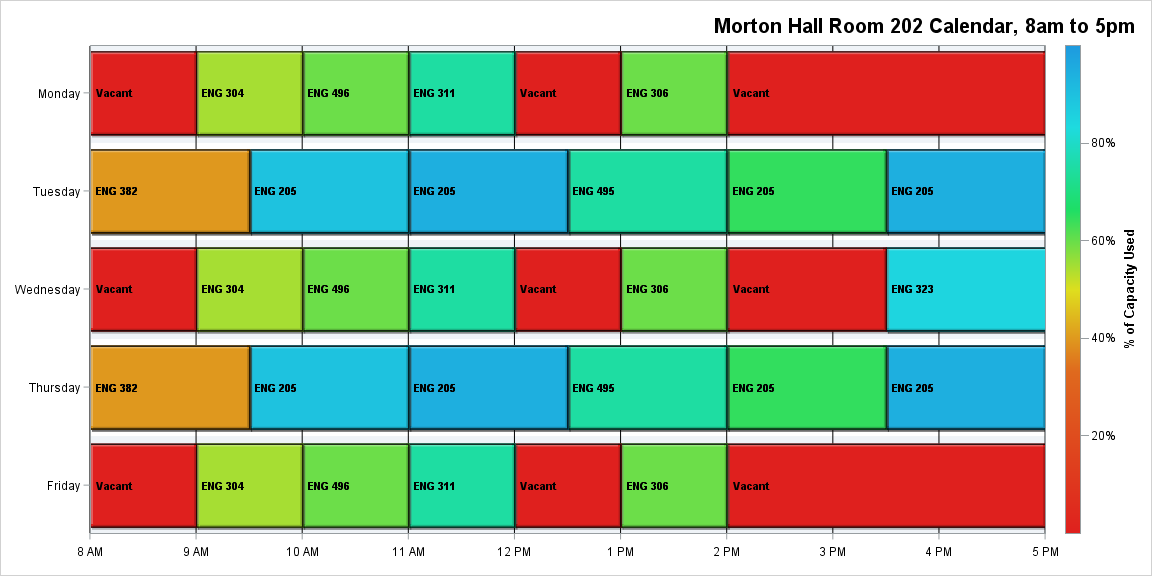 Morton Hall Room 202 Calendar, 8am to 5pm
Monday Vacant ENG 304 ENG 496 ENG 311 Vacant ENG 306 Vacant
Tuesday ENG 382 ENG 205 ENG 205 ENG 495 ENG 205 ENG 205
Wednesday Vacant ENG 304 ENG 496 ENG 311 Vacant ENG 306 Vacant ENG 323
Thursday ENG 382 ENG 205 ENG 205 ENG 495 ENG 205 ENG 205
Friday Vacant ENG 304 ENG 496 ENG 311 Vacant ENG 306 Vacant
8 AM 9 AM 10 AM 11 AM 12 PM 1 PM 2 PM 3 PM 4 PM 5 PM
80%
60%
40%
20%
% of Capacity Used